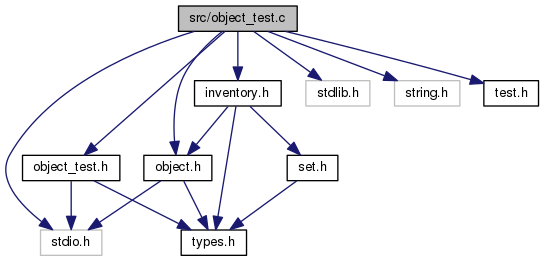 src/object_test.c
inventory.h
stdlib.h
string.h
test.h
object_test.h
object.h
set.h
stdio.h
types.h